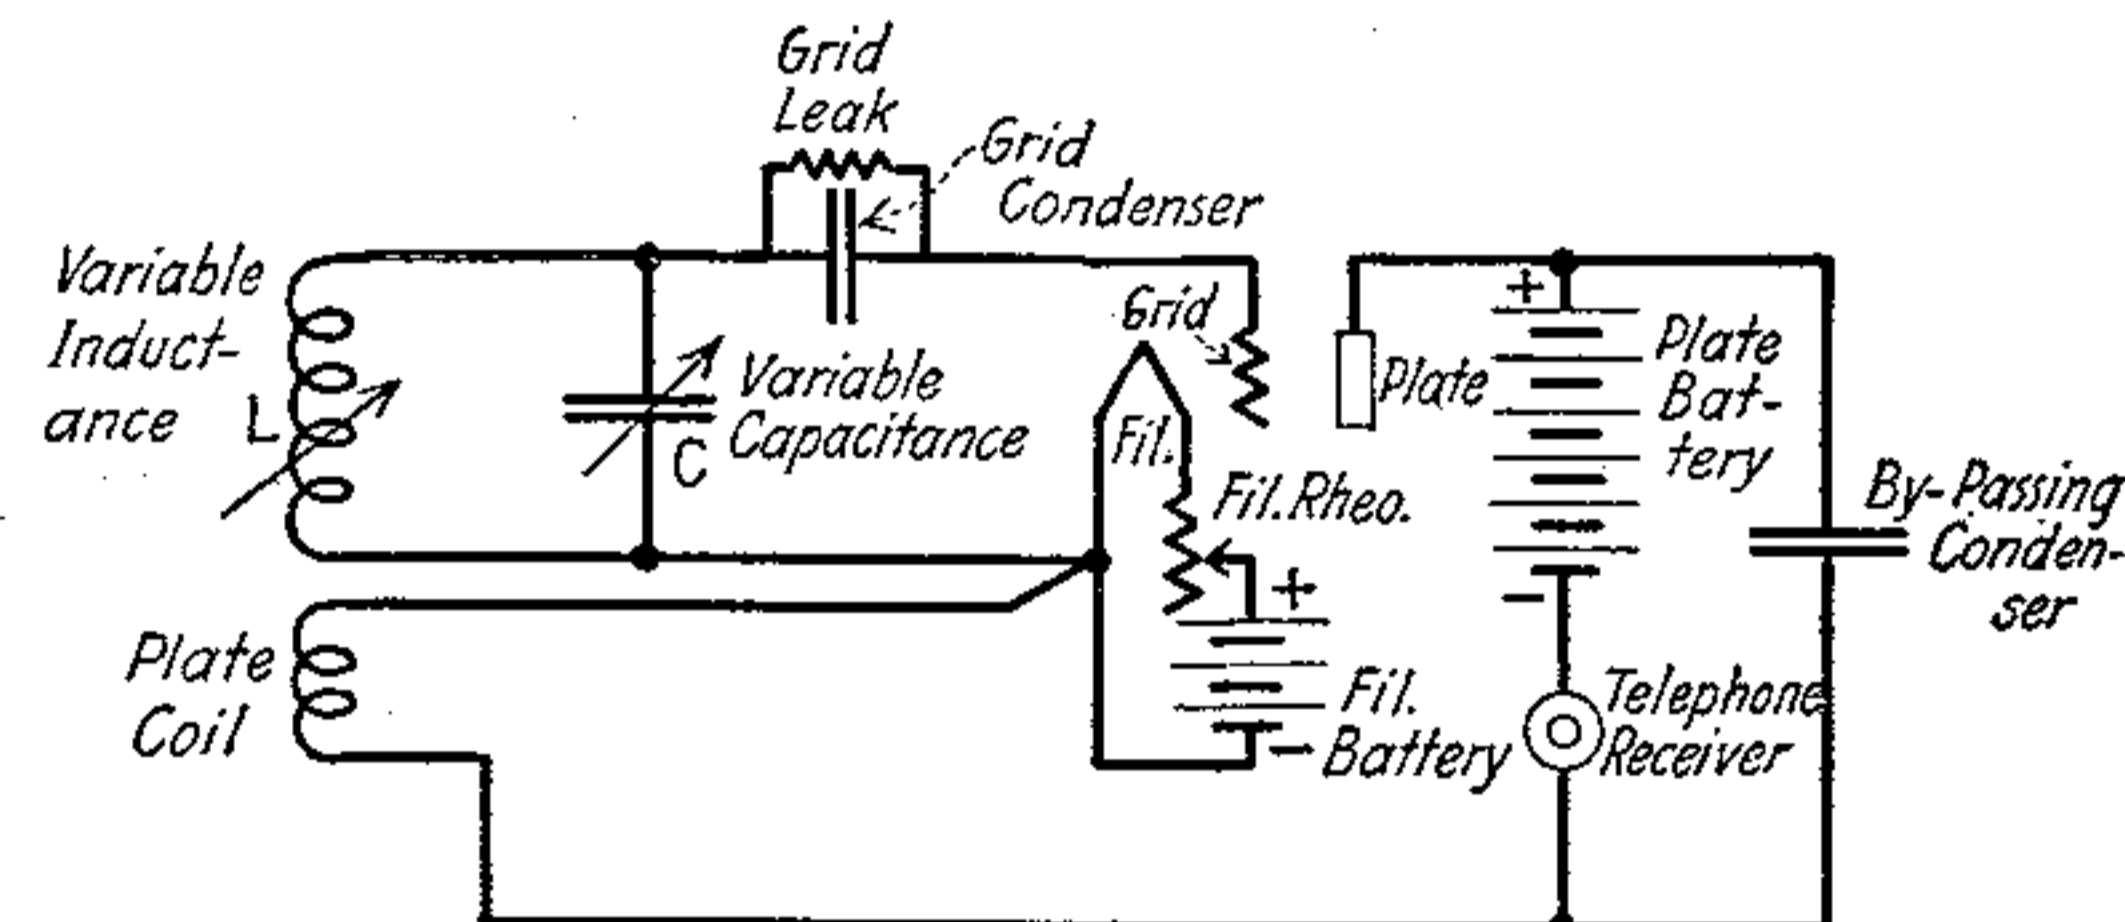 Grid
Leak
Grid
Condenser
Variable
Induct-
ance
L
Variable
Capacitance
C
Grid
Fil.
Fil. Rheo.
+
Fil.
Battery
-
Plate
+
Plate
Bat-
tery
-
Telephone
Receiver
By-Passing
Conden-
ser
Plate
Coil